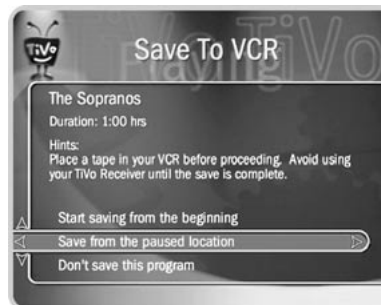 TiVo
Save To VCR
The Sopranos
Duration: 1:00 hrs
Hints:
Place a tape in your VCR before proceeding. Avoid using
your TiVo Receiver until the save is complete.
Start saving from the beginning
Save from the paused location
Don't save this program